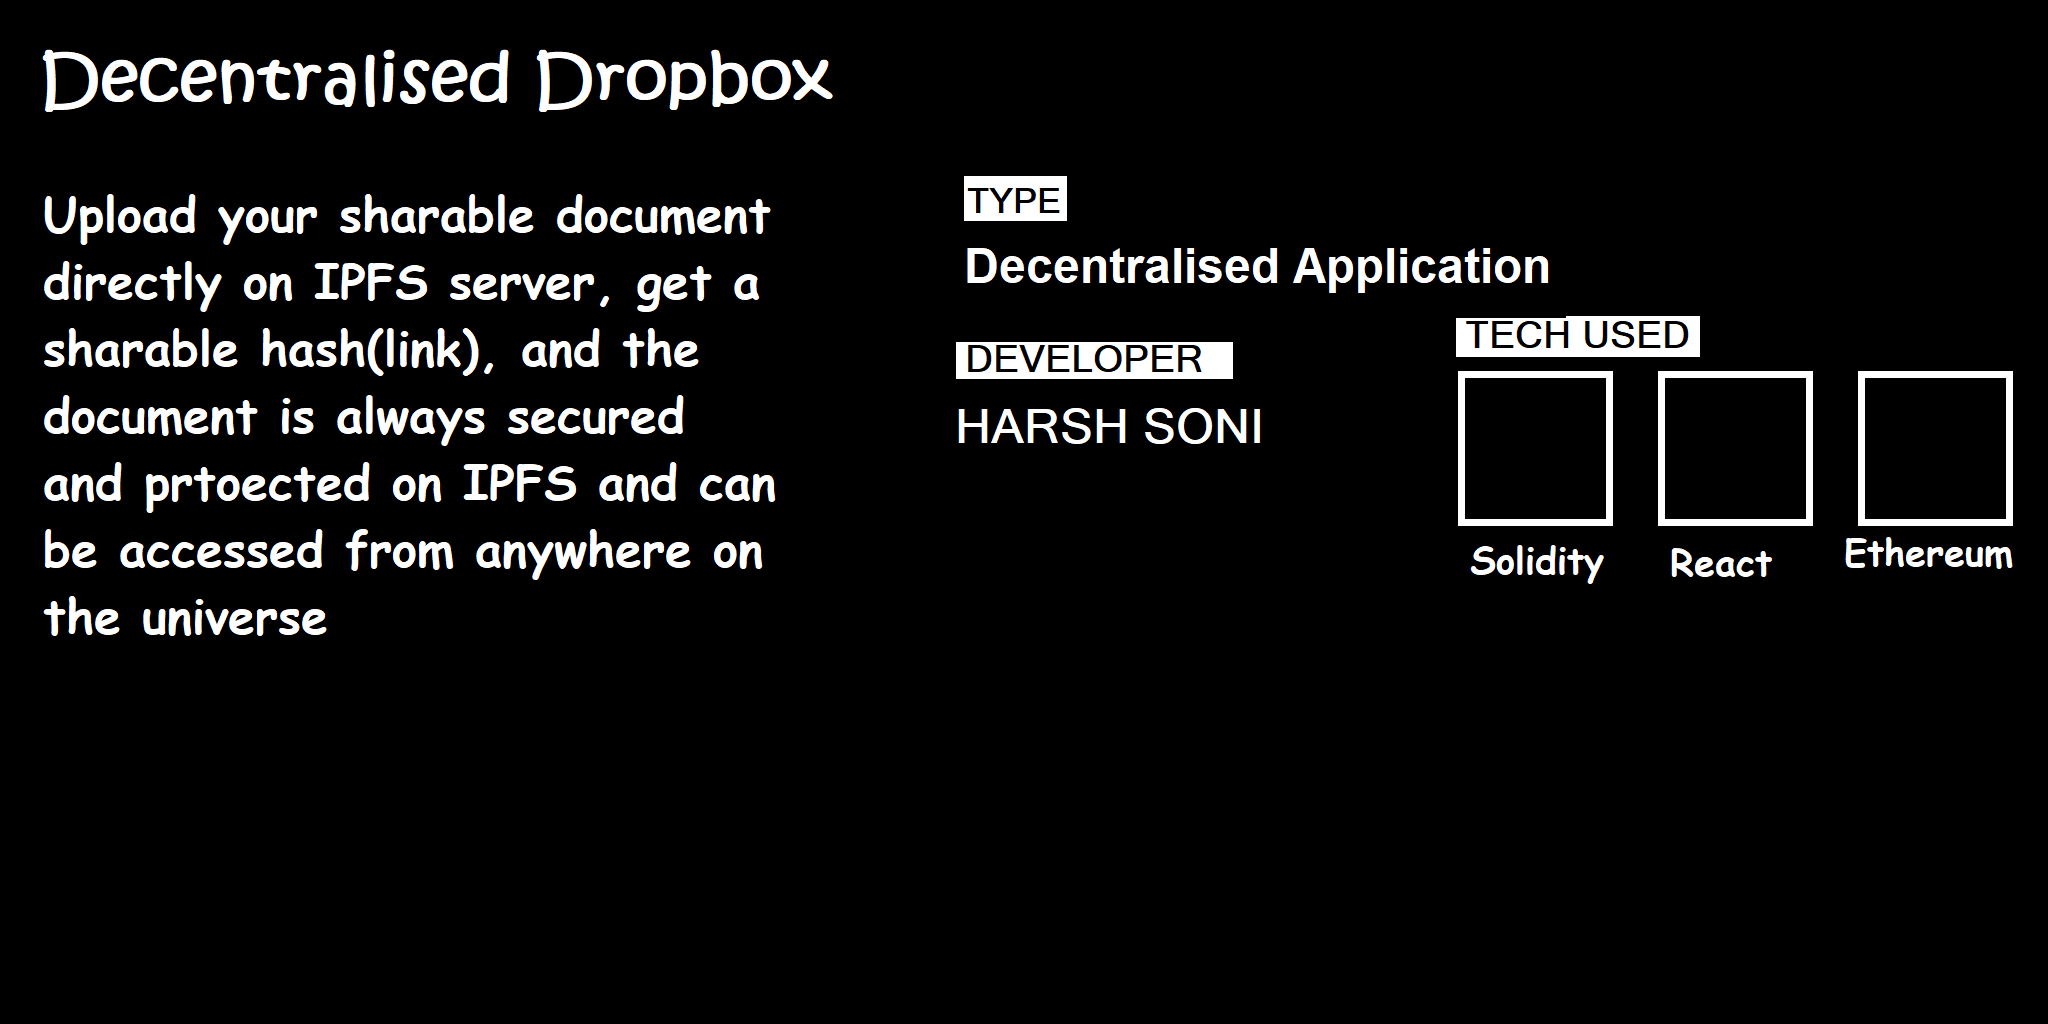 Decentralised Dropbox
Upload your sharable document
directly on IPFS server, get a
sharable hash(link), and the
document is always secured
and prtoected on IPFS and can
be accessed from anywhere on
the universe
TYPE
Decentralised Application
DEVELOPER
HARSH SONI
TECH USED
Solidity
React
Ethereum